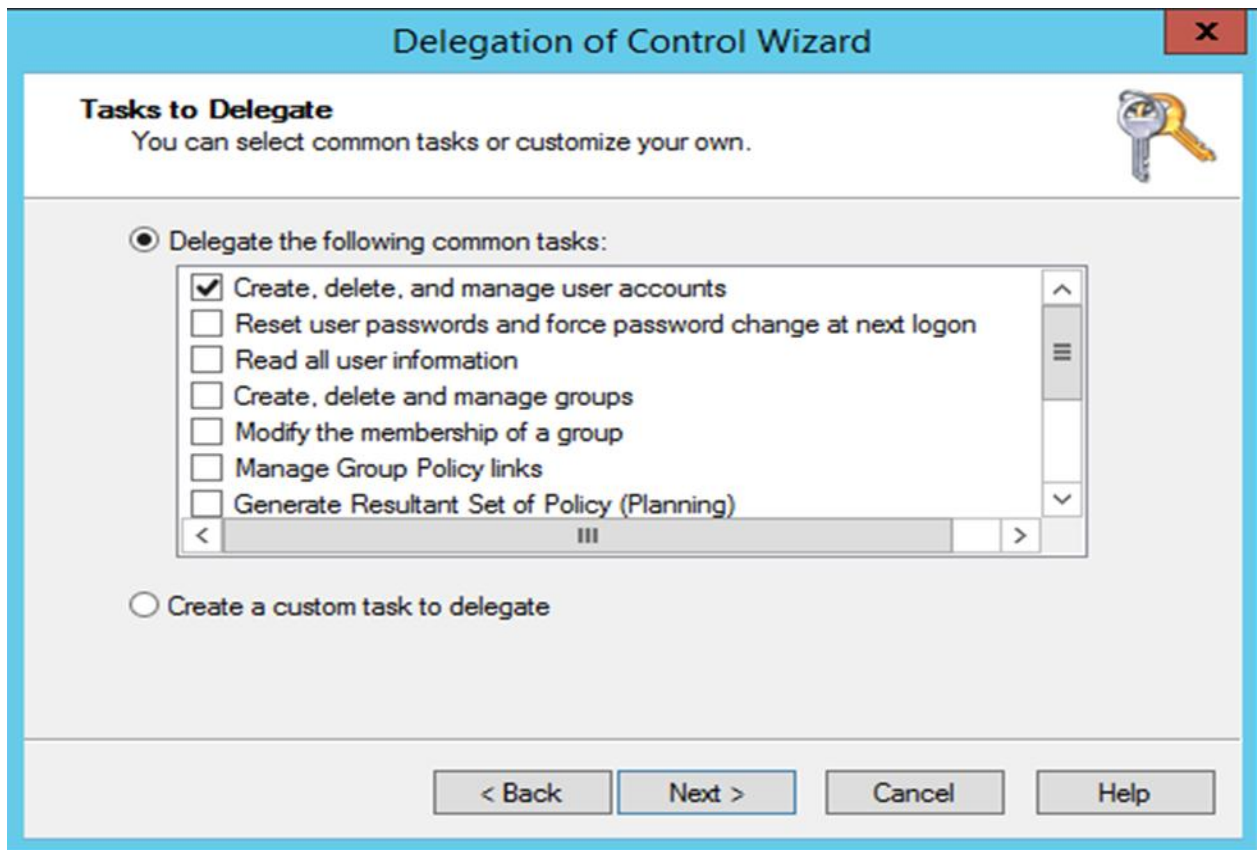 Delegation of Control Wizard
x
Tasks to Delegate
You can select common tasks or customize your own.
Delegate the following common tasks:
Create, delete, and manage user accounts
Reset user passwords and force password change at next logon
Read all user information
Create, delete and manage groups
Modify the membership of a group
Manage Group Policy links
Generate Resultant Set of Policy (Planning)
Create a custom task to delegate
< Back Next > Cancel Help